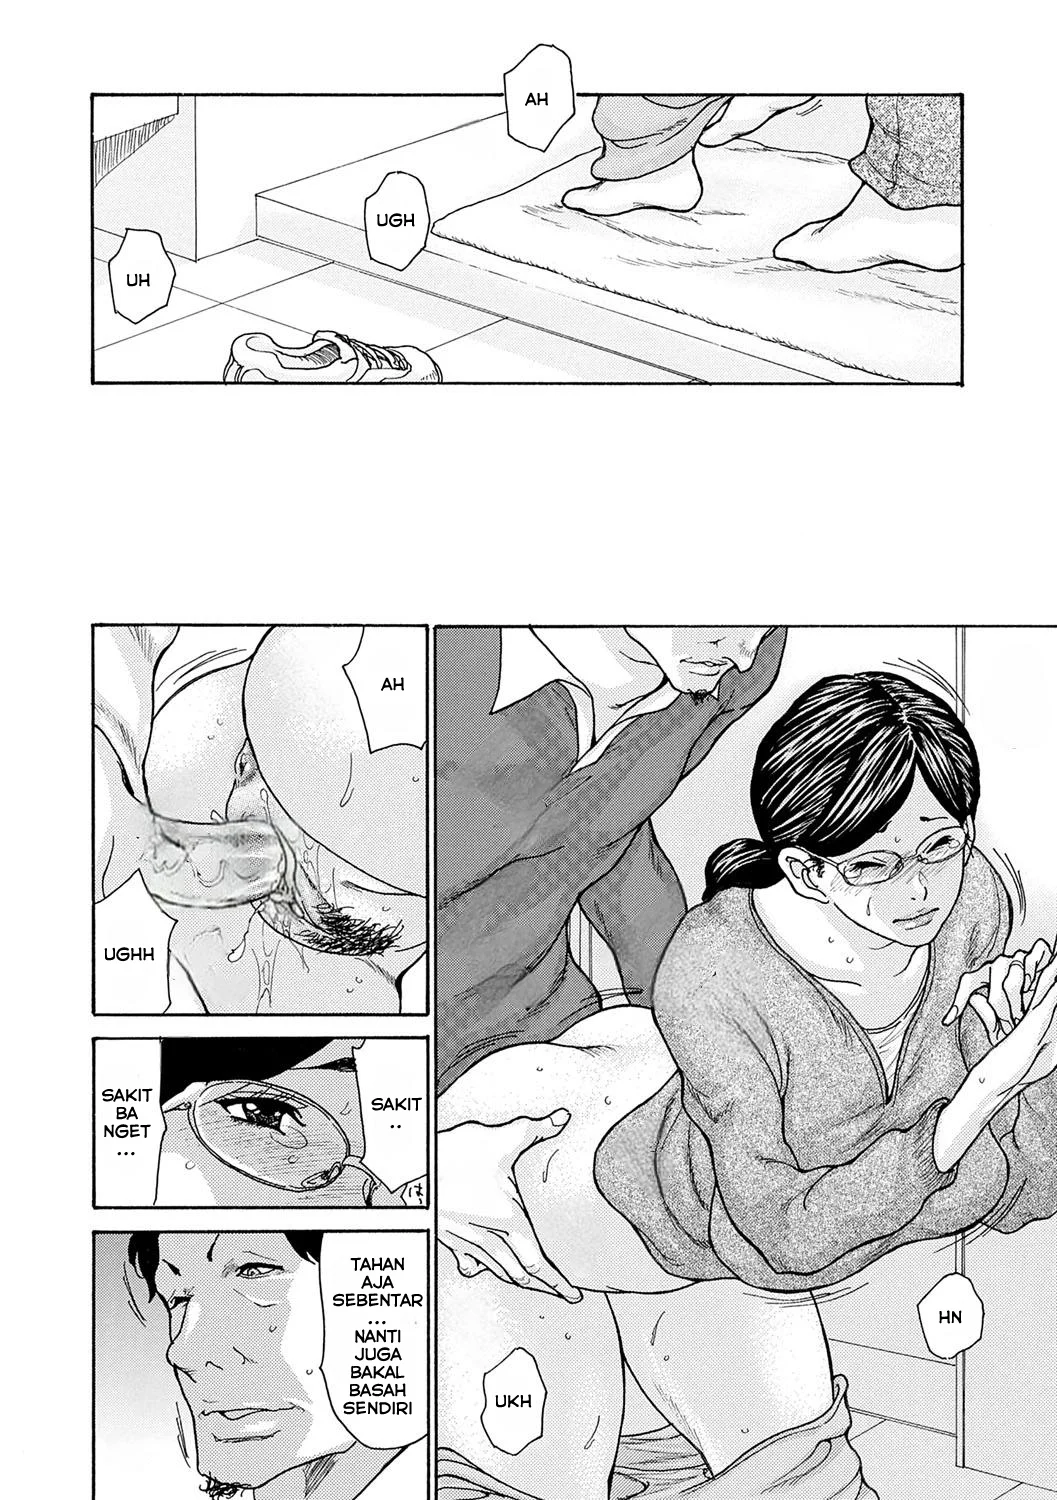 AH
UGH
UH
AH
UGHH
SAKIT
..
SAKIT
BA
NGET
...
は
TAHAN
AJA
SEBENTAR
...
NANTI
JUGA
BAKAL
BASAH
SENDIRI
HN
UKH